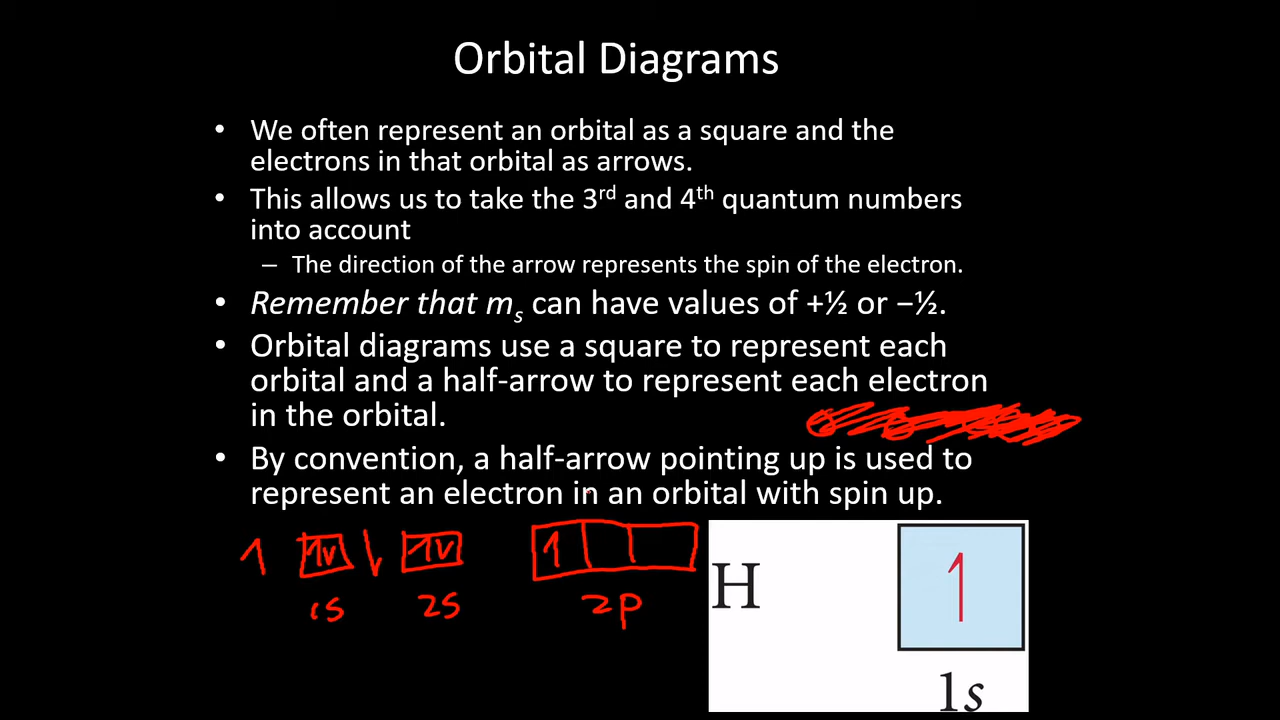 Orbital Diagrams
• We often represent an orbital as a square and the
electrons in that orbital as arrows.
• This allows us to take the 3rd and 4th quantum numbers
into account
– The direction of the arrow represents the spin of the electron.
• Remember that ms can have values of +½ or −½.
• Orbital diagrams use a square to represent each
orbital and a half-arrow to represent each electron
in the orbital.
• By convention, a half-arrow pointing up is used to
represent an electron in an orbital with spin up.
1s 2s 2p
H
1s